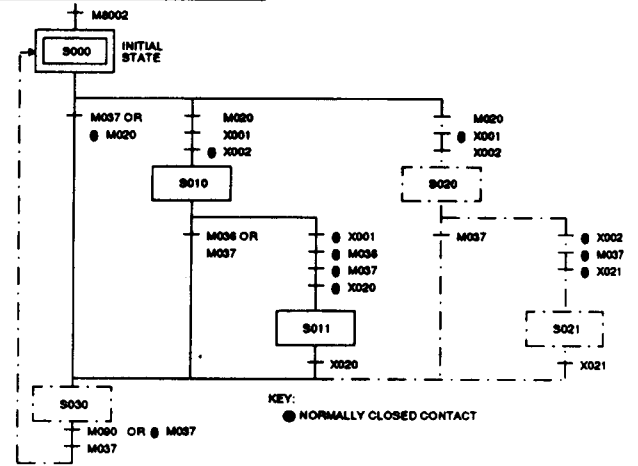 M8002
S000
INITIAL
STATE
M037 OR
M020
M020
X001
X002
M020
X001
X002
S010
S020
M036 OR
M037
X001
M036
M037
X020
M037
X002
M037
X021
S011
S021
X020
X021
S030
KEY:
NORMALLY CLOSED CONTACT
M090 OR M037
M037